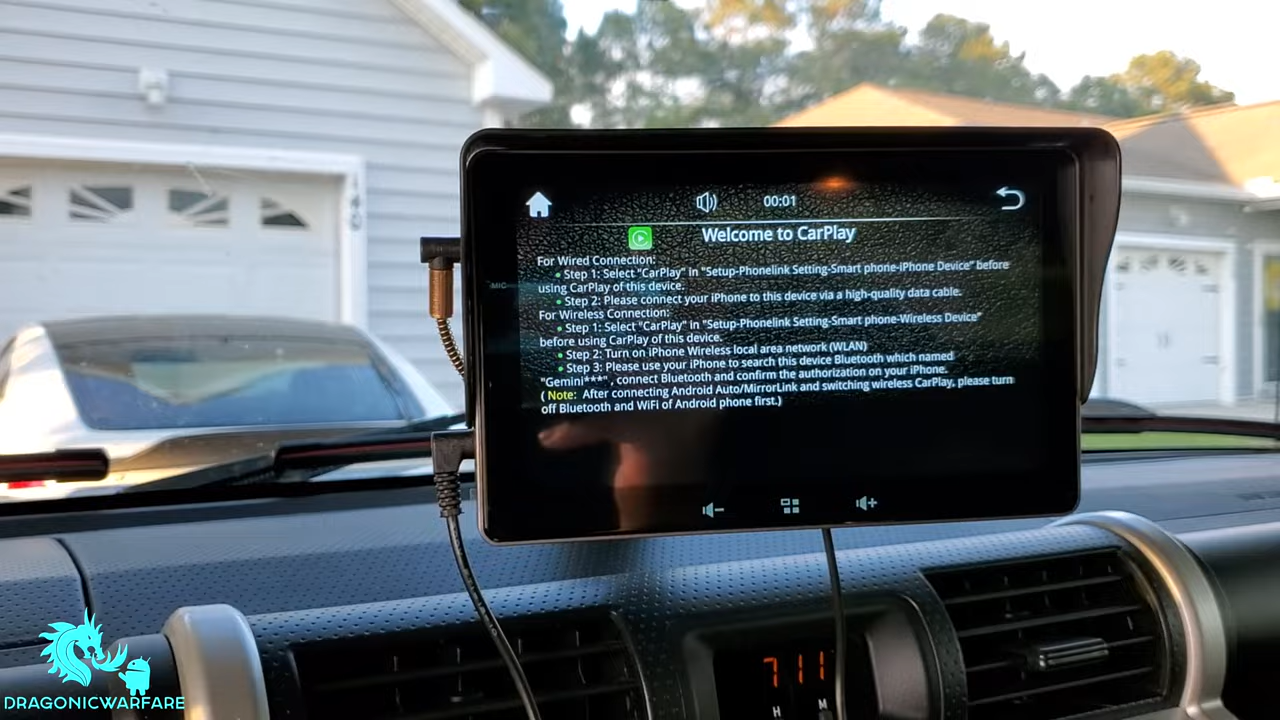 140
00:01
Welcome to CarPlay
For Wired Connection:
Step 1: Select "CarPlay" in "Setup-Phonelink Setting-Smart phone-iPhone Device" before
using CarPlay of this device.
Step 2: Please connect your iPhone to this device via a high-quality data cable.
For Wireless Connection:
Step 1: Select "CarPlay" in "Setup-Phonelink Setting-Smart phone-Wireless Device"
before using CarPlay of this device.
Step 2: Turn on iPhone Wireless local area network (WLAN)
Step 3: Please use your iPhone to search this device Bluetooth which named
"Gemini***" , connect Bluetooth and confirm the authorization on your iPhone.
( Note: After connecting Android Auto/MirrorLink and switching wireless CarPlay, please turn
off Bluetooth and WiFi of Android phone first.)
MIC
711
H M
DRAGONICWARFARE